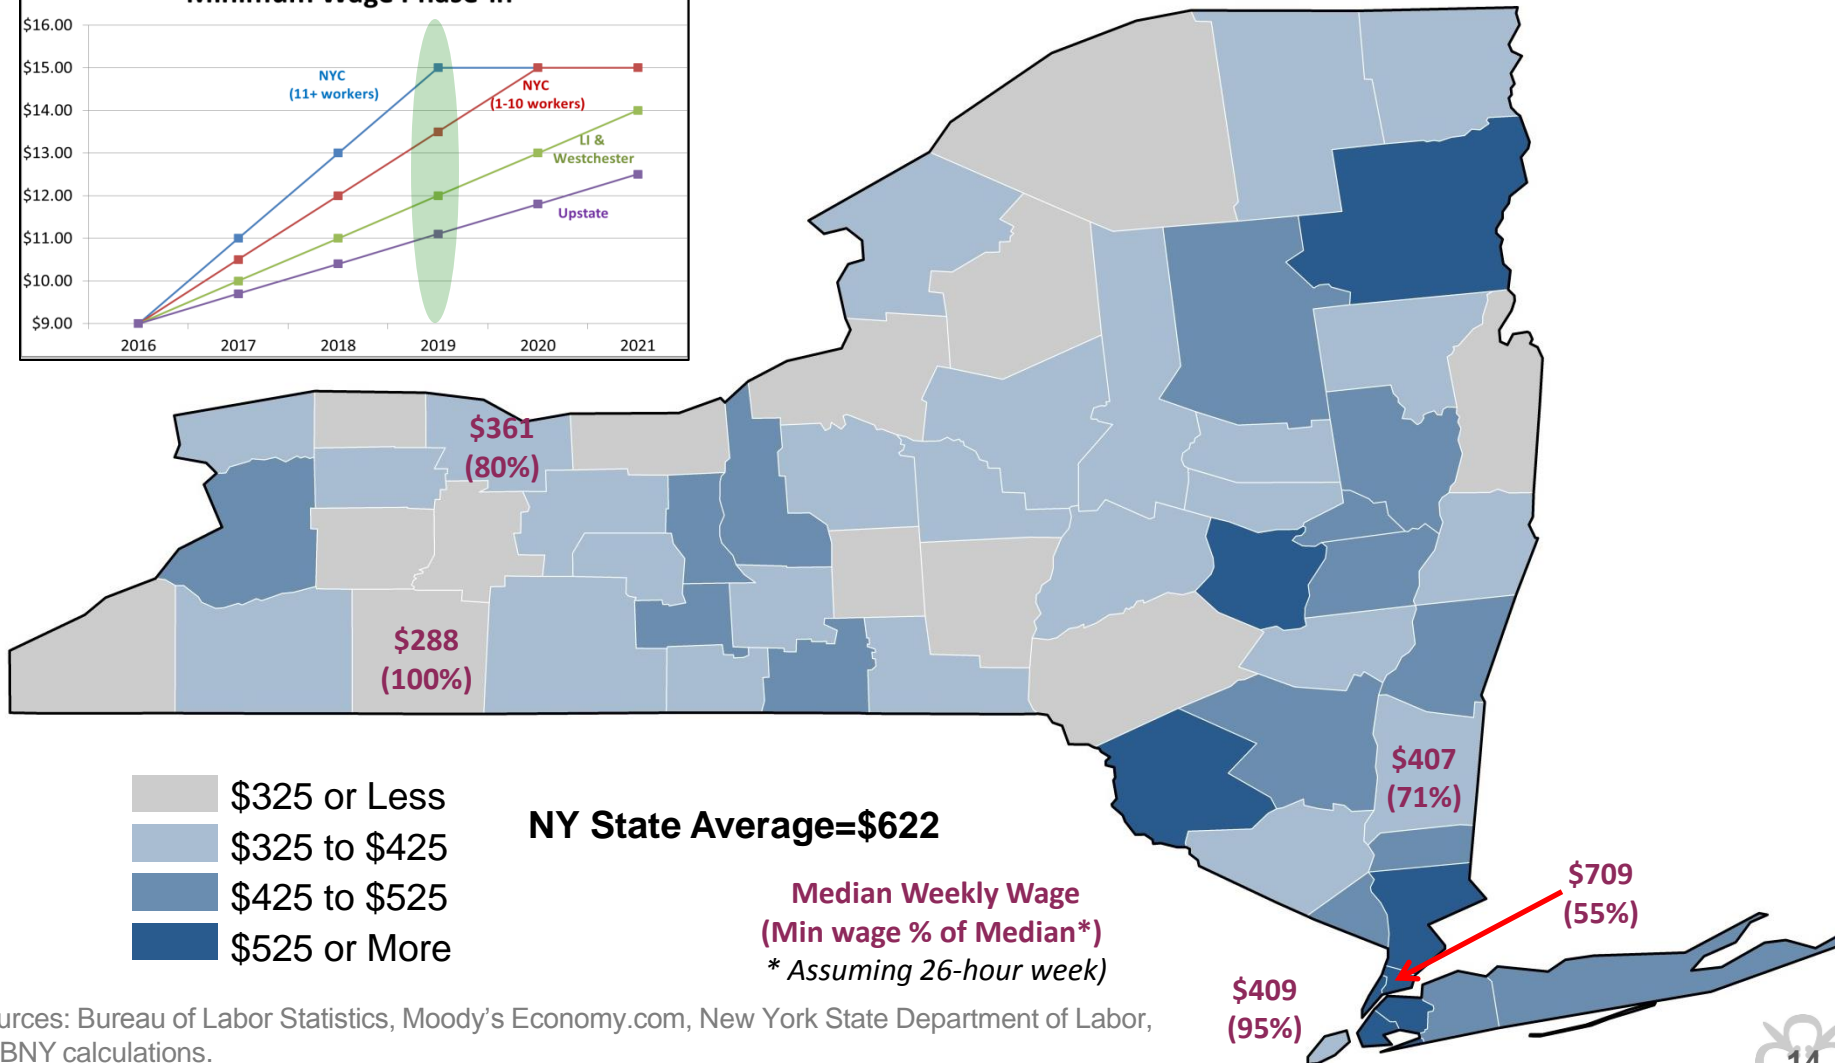 $16.00
$15.00
$14.00
$13.00
$12.00
$11.00
$10.00
$9.00
NYC
(11+ workers)
NYC
(1-10 workers)
LI &
Westchester
Upstate
2016 2017 2018 2019 2020 2021
$361
(80%)
$288
(100%)
$407
(71%)
$709
(55%)
$409
(95%)
$325 or Less
$325 to $425
$425 to $525
$525 or More
NY State Average=$622
Median Weekly Wage
(Min wage % of Median*)
* Assuming 26-hour week)
urces: Bureau of Labor Statistics, Moody's Economy.com, New York State Department of Labor,
BNY calculations.
14